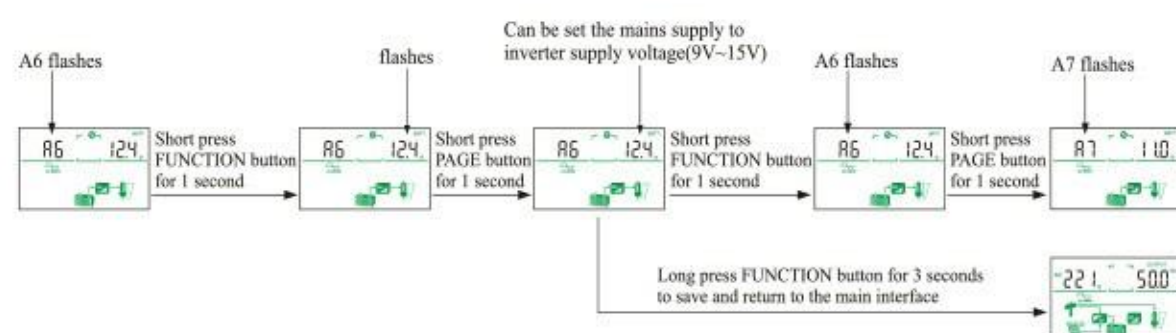 Can be set the mains supply to
inverter supply voltage(9V~15V)
A6 flashes
flashes
A6 flashes
A7 flashes
A6 12.4
Short press
FUNCTION button
for 1 second
A6 12.4
Short press
PAGE button
for 1 second
A6 12.4
Short press
FUNCTION button
for 1 second
A6 12.4
Short press
PAGE button
for 1 second
A7 11.0
Long press FUNCTION button for 3 seconds
to save and return to the main interface
221 50.0